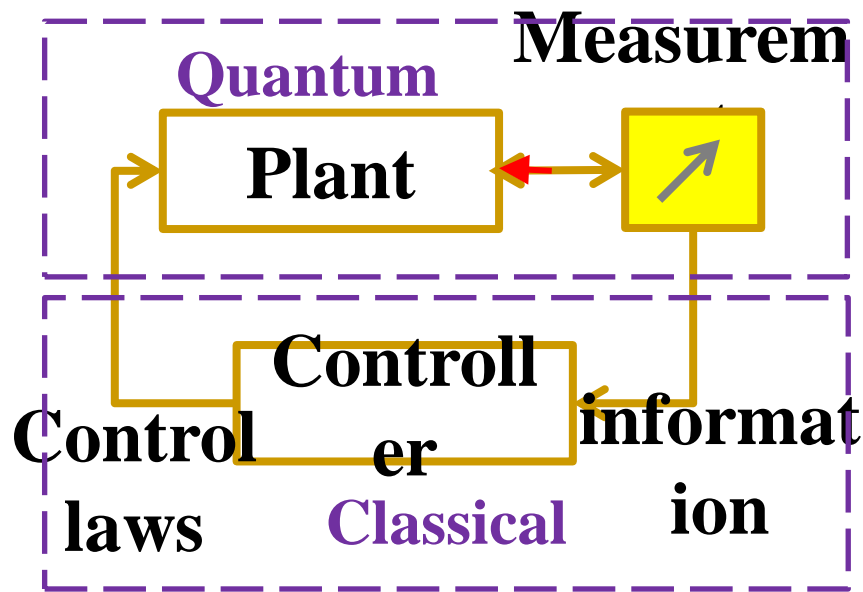 Measurem
Quantum
Plant
Controll
er
Control
laws
informat
ion
Classical